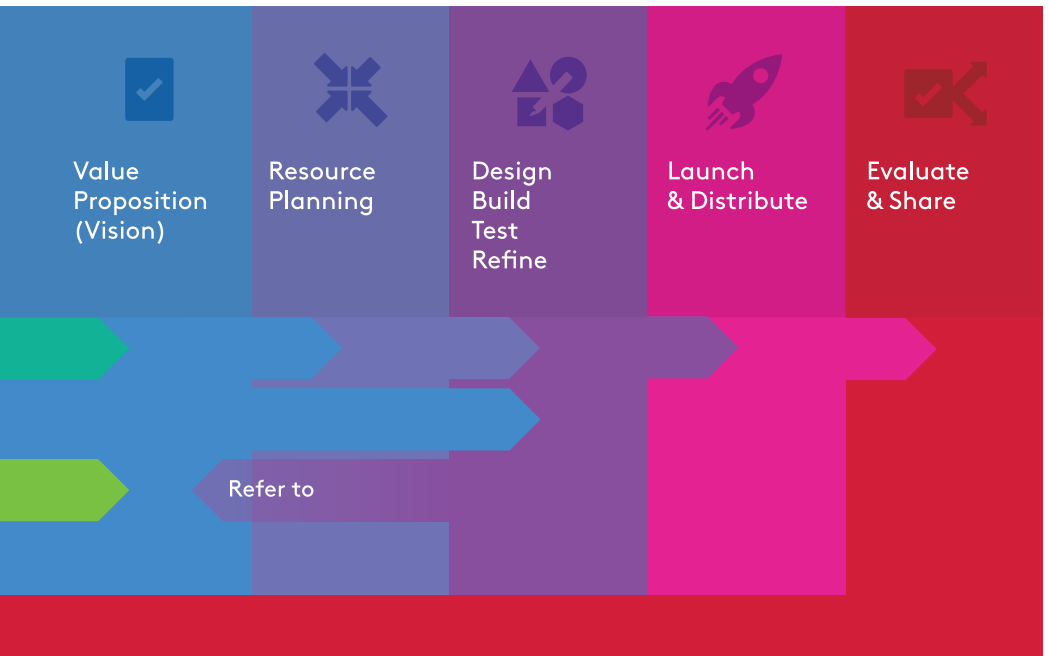 Value
Proposition
(Vision)
Resource
Planning
Design
Build
Test
Refine
Launch
& Distribute
Evaluate
& Share
Refer to